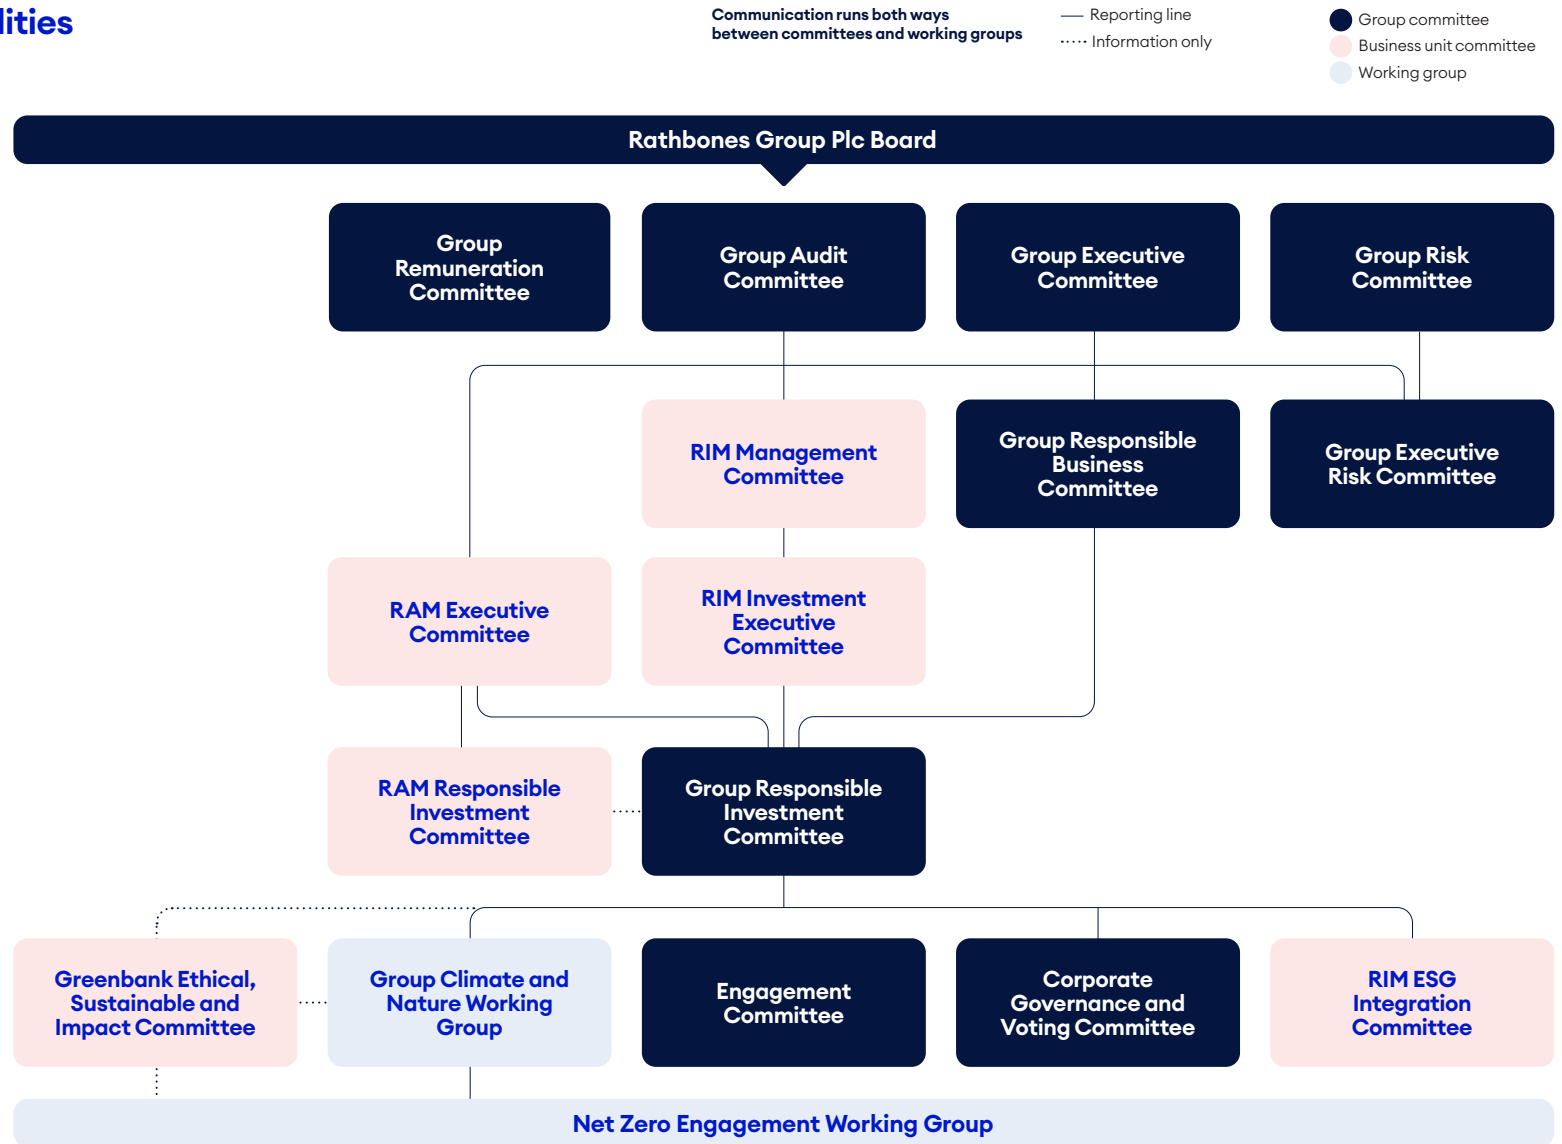 lities
Communication runs both ways
between committees and working groups
Reporting line
Information only
Group committee
Business unit committee
Working group
Rathbones Group Plc Board
Group
Remuneration
Committee
Group Audit
Committee
Group Executive
Committee
Group Risk
Committee
RIM Management
Committee
Group Responsible
Business
Committee
Group Executive
Risk Committee
RAM Executive
Committee
RIM Investment
Executive
Committee
RAM Responsible
Investment
Committee
Group Responsible
Investment
Committee
Greenbank Ethical,
Sustainable and
Impact Committee
Group Climate and
Nature Working
Group
Engagement
Committee
Corporate
Governance and
Voting Committee
RIM ESG
Integration
Committee
Net Zero Engagement Working Group